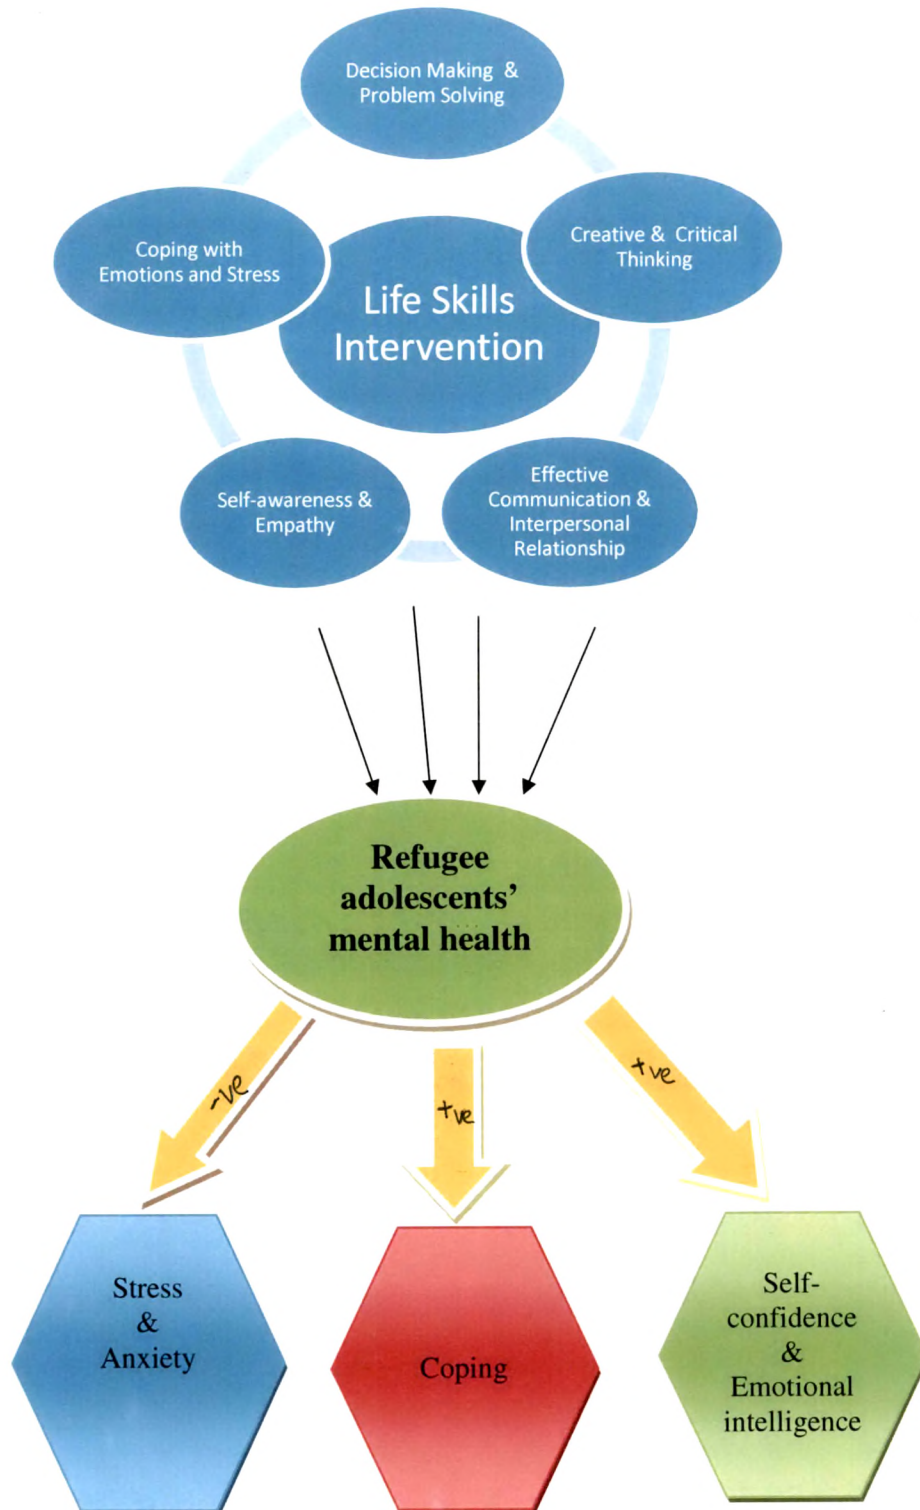 Decision Making &
Problem Solving
Coping with
Emotions and Stress
Creative & Critical
Thinking
Life Skills
Intervention
Self-awareness &
Empathy
Effective
Communication &
Interpersonal
Relationship
Refugee
adolescents'
mental health
-ve
+ve
+ve
Stress
&
Anxiety
Coping
Self-
confidence
&
Emotional
intelligence